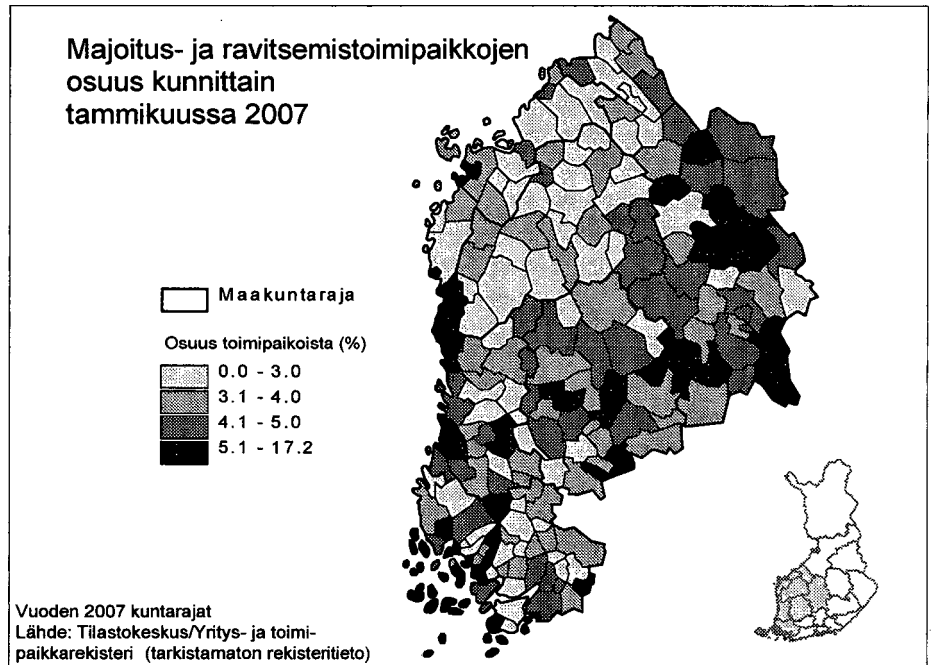 Majoitus- ja ravitsemistoimipaikkojen
osuus kunnittain
tammikuussa 2007
Maakuntaraja
Osuus toimipaikoista (%)
0.0 - 3.0
3.1 - 4.0
4.1 - 5.0
5.1 - 17.2
Vuoden 2007 kuntarajat
Lähde: Tilastokeskus/Yritys- ja toimi-
paikkarekisteri (tarkistamaton rekisteritieto)